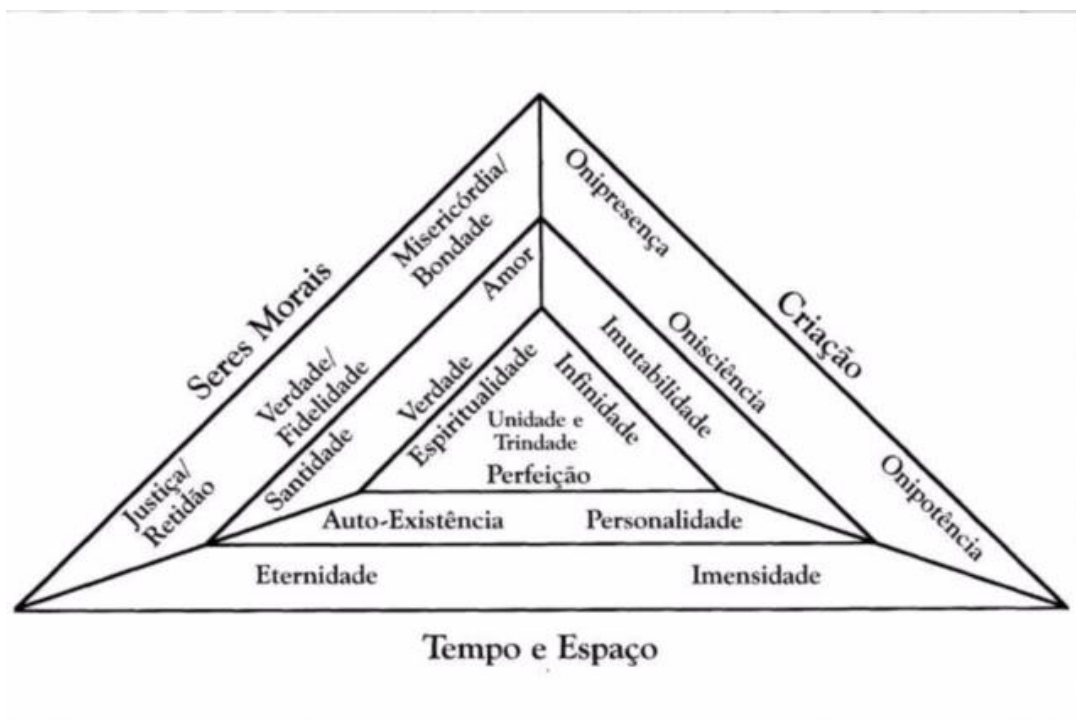 Seres Morais
Misericórdia/
Bondade
Verdade/
Fidelidade
Justiça/
Retidão
Amor
Verdade
Santidade
Espiritualidade
Unidade e
Trindade
Perfeição
Infinidade
Imutabilidade
Onipresença
Onisciência
Onipotência
Criação
Auto-Existência
Personalidade
Eternidade
Imensidade
Tempo e Espaço